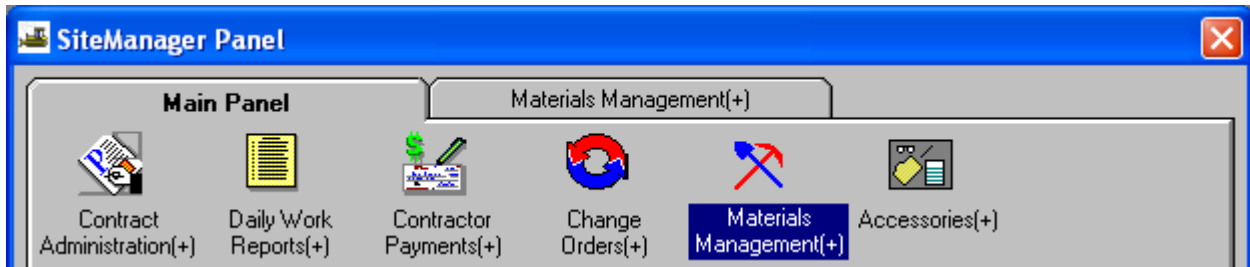 SiteManager Panel
Main Panel
Materials Management(+)
Contract
Administration(+)
Daily Work
Reports(+)
Contractor
Payments(+)
Change
Orders(+)
Materials
Management(+)
Accessories(+)